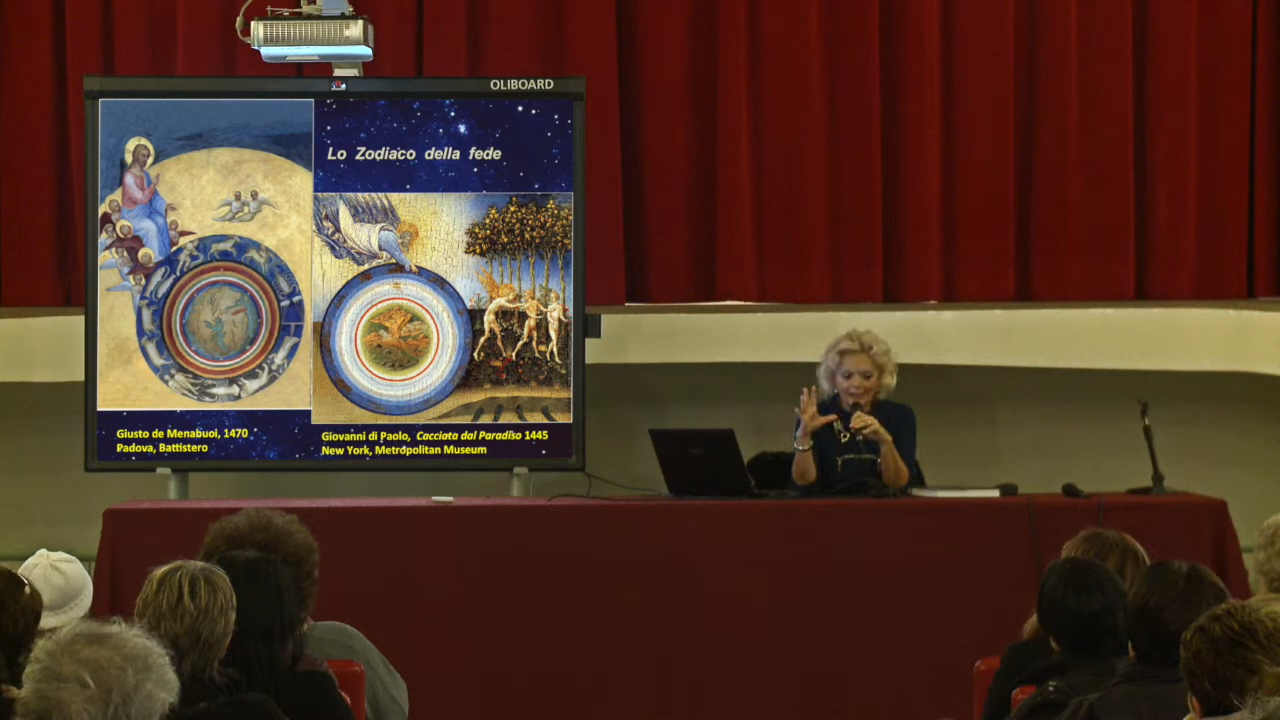 OLIBOARD
Lo Zodiaco della fede
Giusto de Menabuoi, 1470
Padova, Battistero
Giovanni di Paolo, Cacciata dal Paradiso 1445
New York, Metropolitan Museum